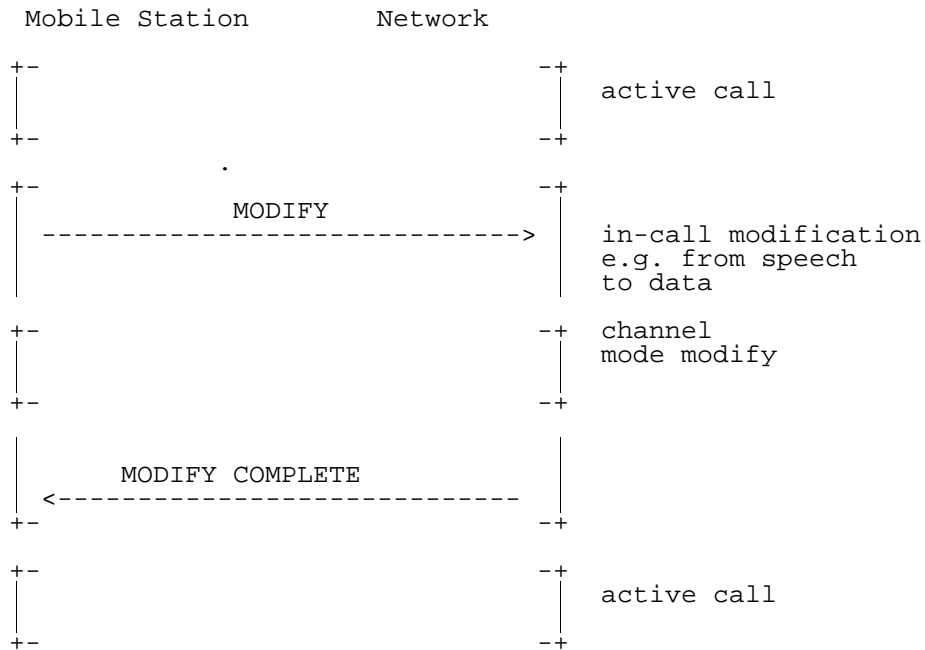 Mobile Station Network
+- -+
active call
+- -+
.
+- -+
MODIFY
------------------------------> in-call modification
e.g. from speech
to data
+- -+ channel
mode modify
+- -+
MODIFY COMPLETE
<-----------------------------
+- -+
+- -+
active call
+- -+